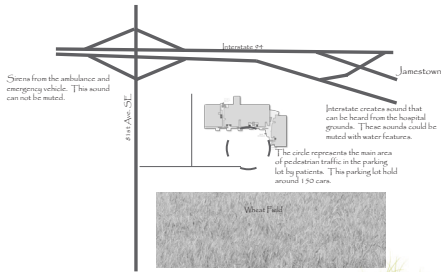 Interstate 94
Jamestown
Sirens from the ambulance and
emergency vehicle. This sound
can not be muted.
81st Ave. SE
Interstate creates sound that
can be heard from the hospital
grounds. These sounds could be
muted with water features.
The circle represents the main area
of pedestrian traffic in the parking
lot by patients. This parking lot hold
around 150 cars.
Wheat Field